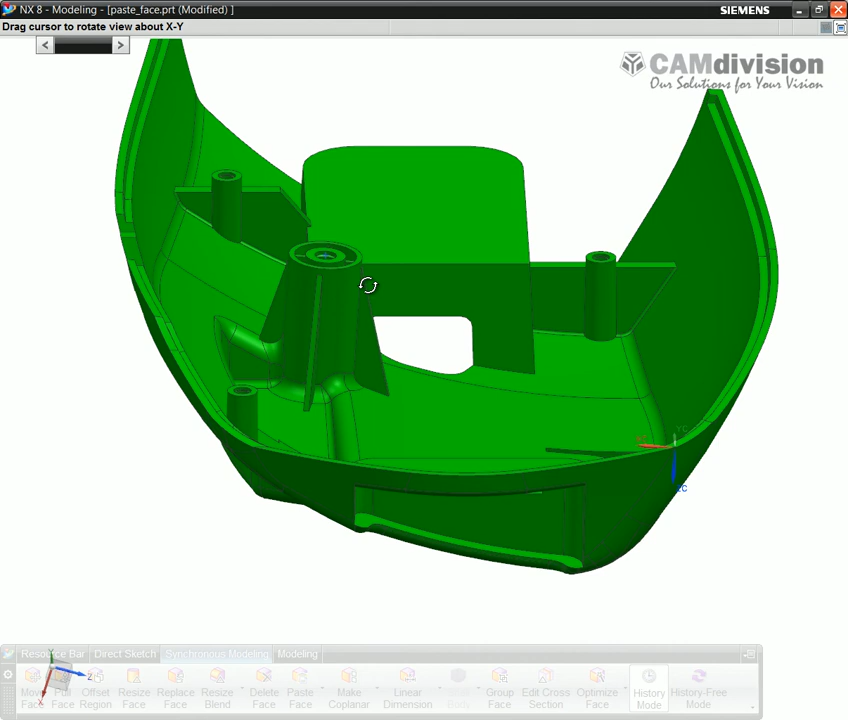 NX 8 - Modeling - [paste_face.prt (Modified) ]
SIEMENS
Drag cursor to rotate view about X-Y
CAMdivision
Our Solutions for Your Vision
YC
ZC
Resource Bar
Direct Sketch
Synchronous Modeling
Modeling
Y
Z
X
Move Face
Pull Face
Offset Region
Resize Face
Replace Face
Resize Blend
Delete Face
Paste Face
Make Coplanar
Linear Dimension
Group Face
Edit Cross Section
Optimize Face
History Mode
History-Free Mode